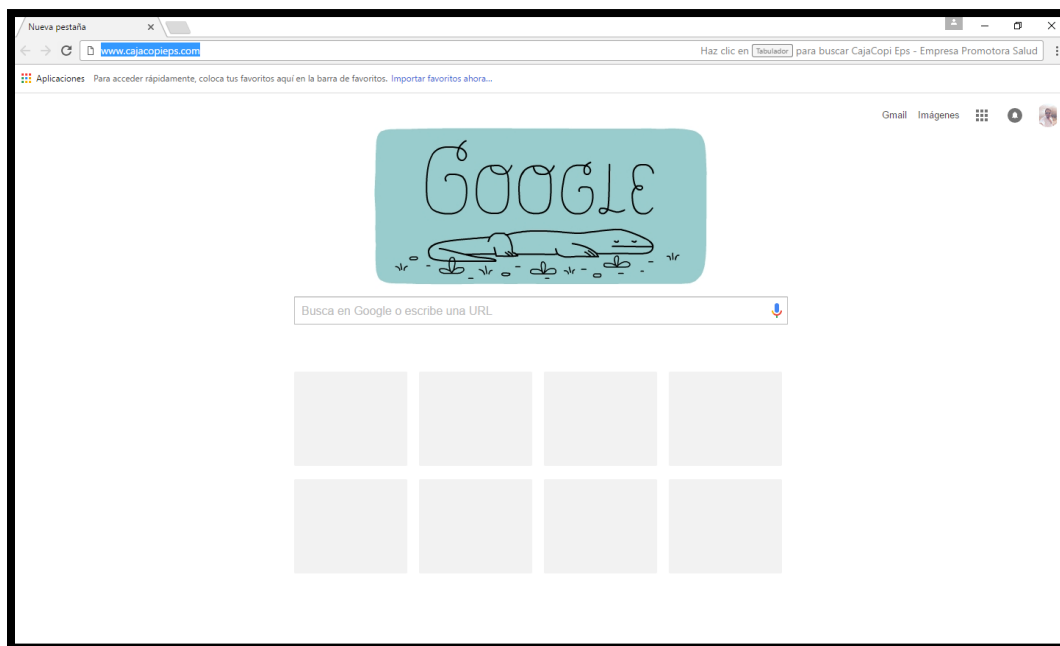 Nueva pestaña
www.cajacopieps.com
Haz clic en Tabulador para buscar CajaCopi Eps - Empresa Promotora Salud
Aplicaciones Para acceder rápidamente, coloca tus favoritos aquí en la barra de favoritos. Importar favoritos ahora...
Gmail Imágenes
GOOGLE
Busca en Google o escribe una URL